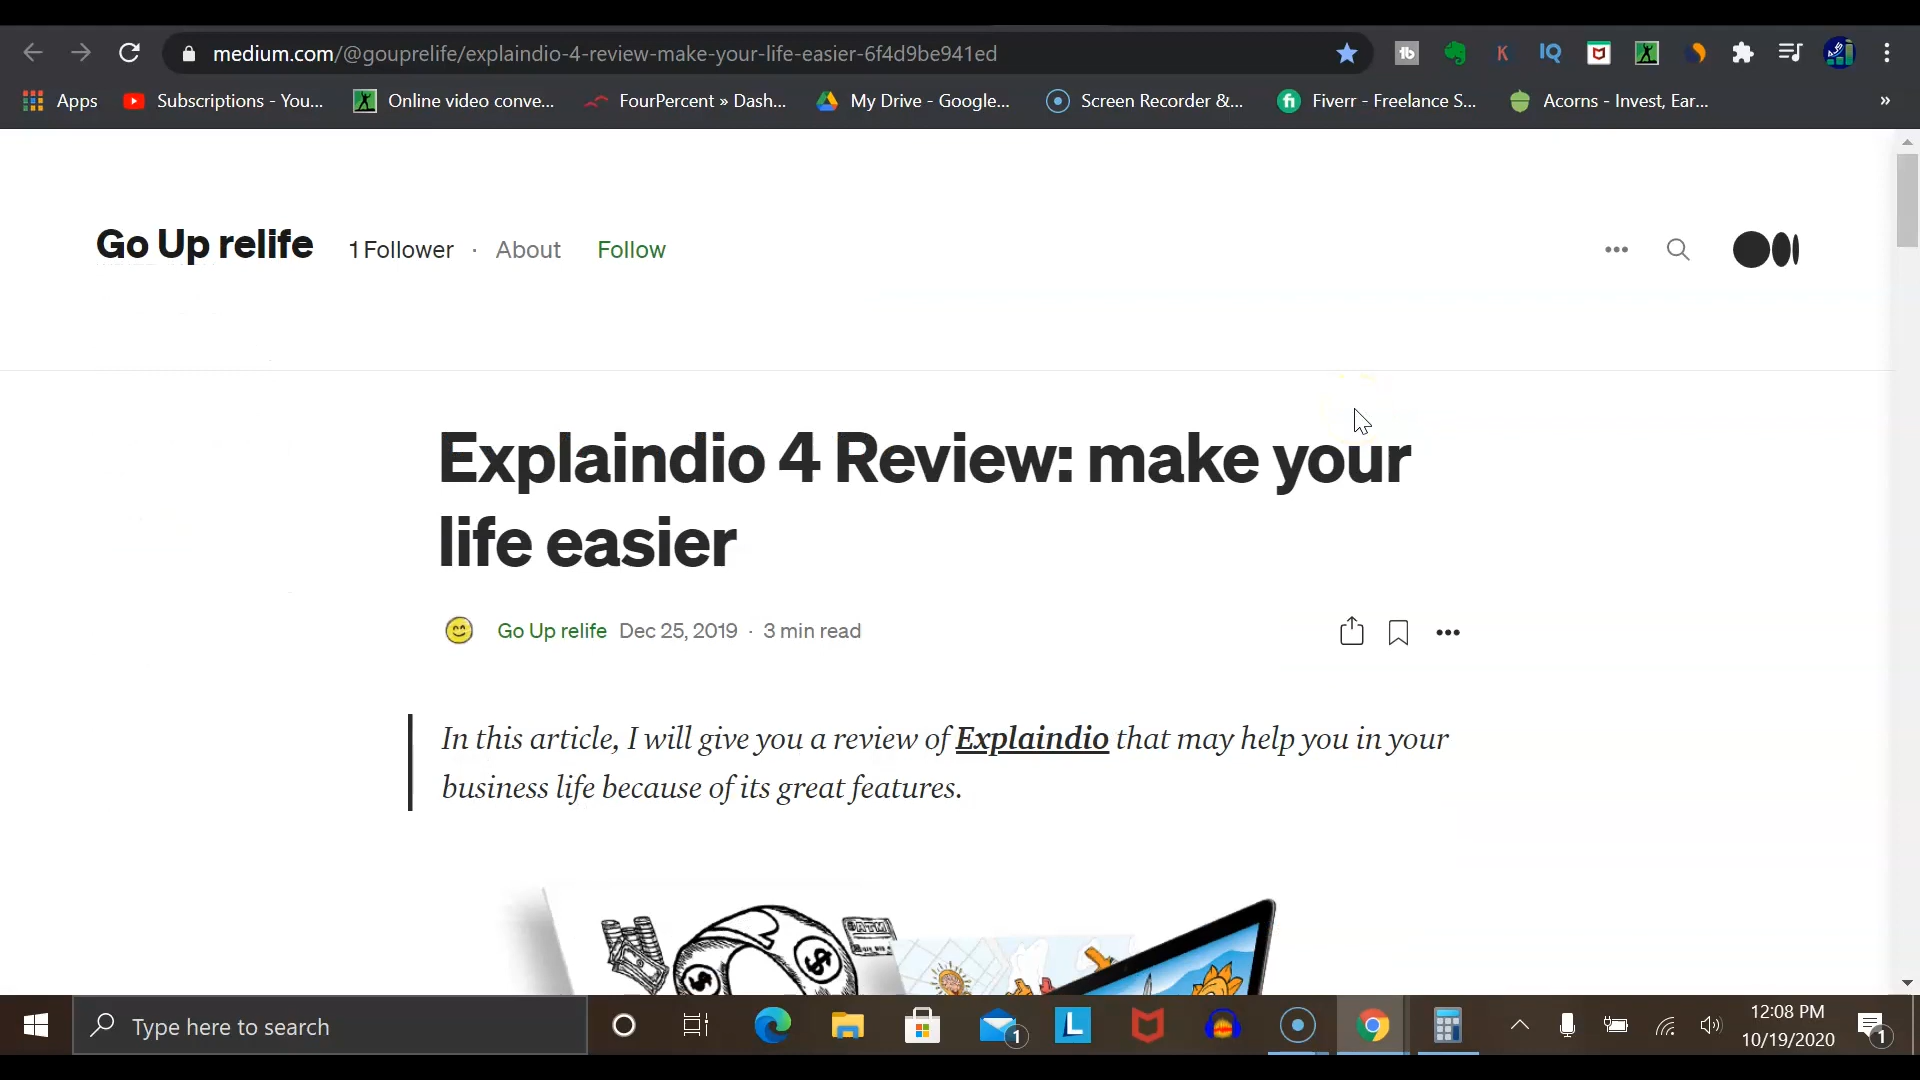 medium.com/@gouprelife/explaindio-4-review-make-your-life-easier-6f4d9be941ed
Apps
Subscriptions - You...
Online video conve...
FourPercent » Dash...
My Drive - Google...
Screen Recorder &...
Fiverr - Freelance S...
Acorns - Invest, Ear...
»
Go Up relife
1 Follower · About
Follow
Explaindio 4 Review: make your
life easier
Go Up relife Dec 25, 2019 · 3 min read
In this article, I will give you a review of Explaindio that may help you in your
business life because of its great features.
ATM
Type here to search
1
L
12:08 PM
10/19/2020
1